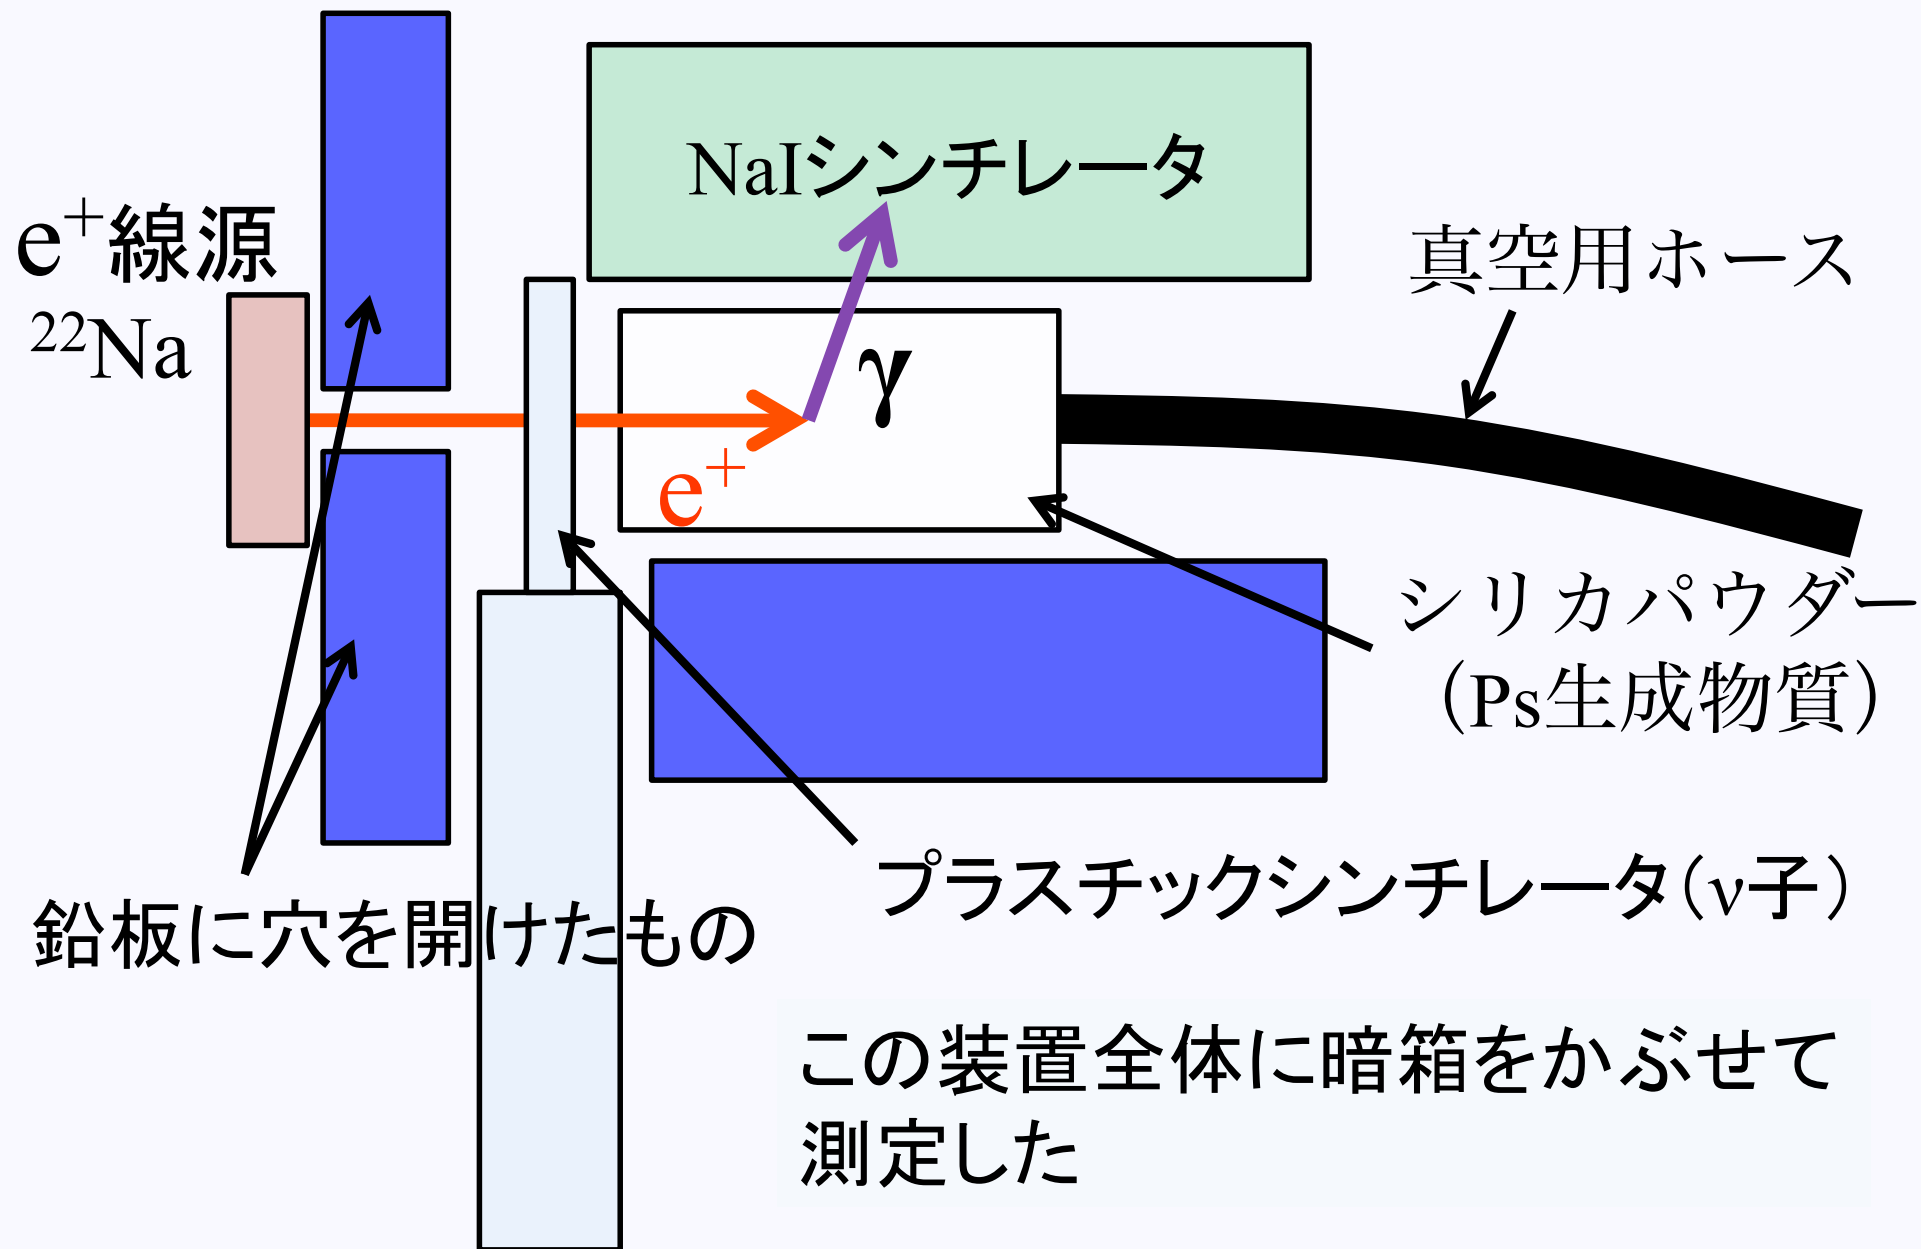 NaIシンチレータ
e⁺線源
²²Na
真空用ホース
γ
e⁺
シリカパウダー
（Ps生成物質）
プラスチックシンチレータ（ν子）
鉛板に穴を開けたもの
この装置全体に暗箱をかぶせて
測定した